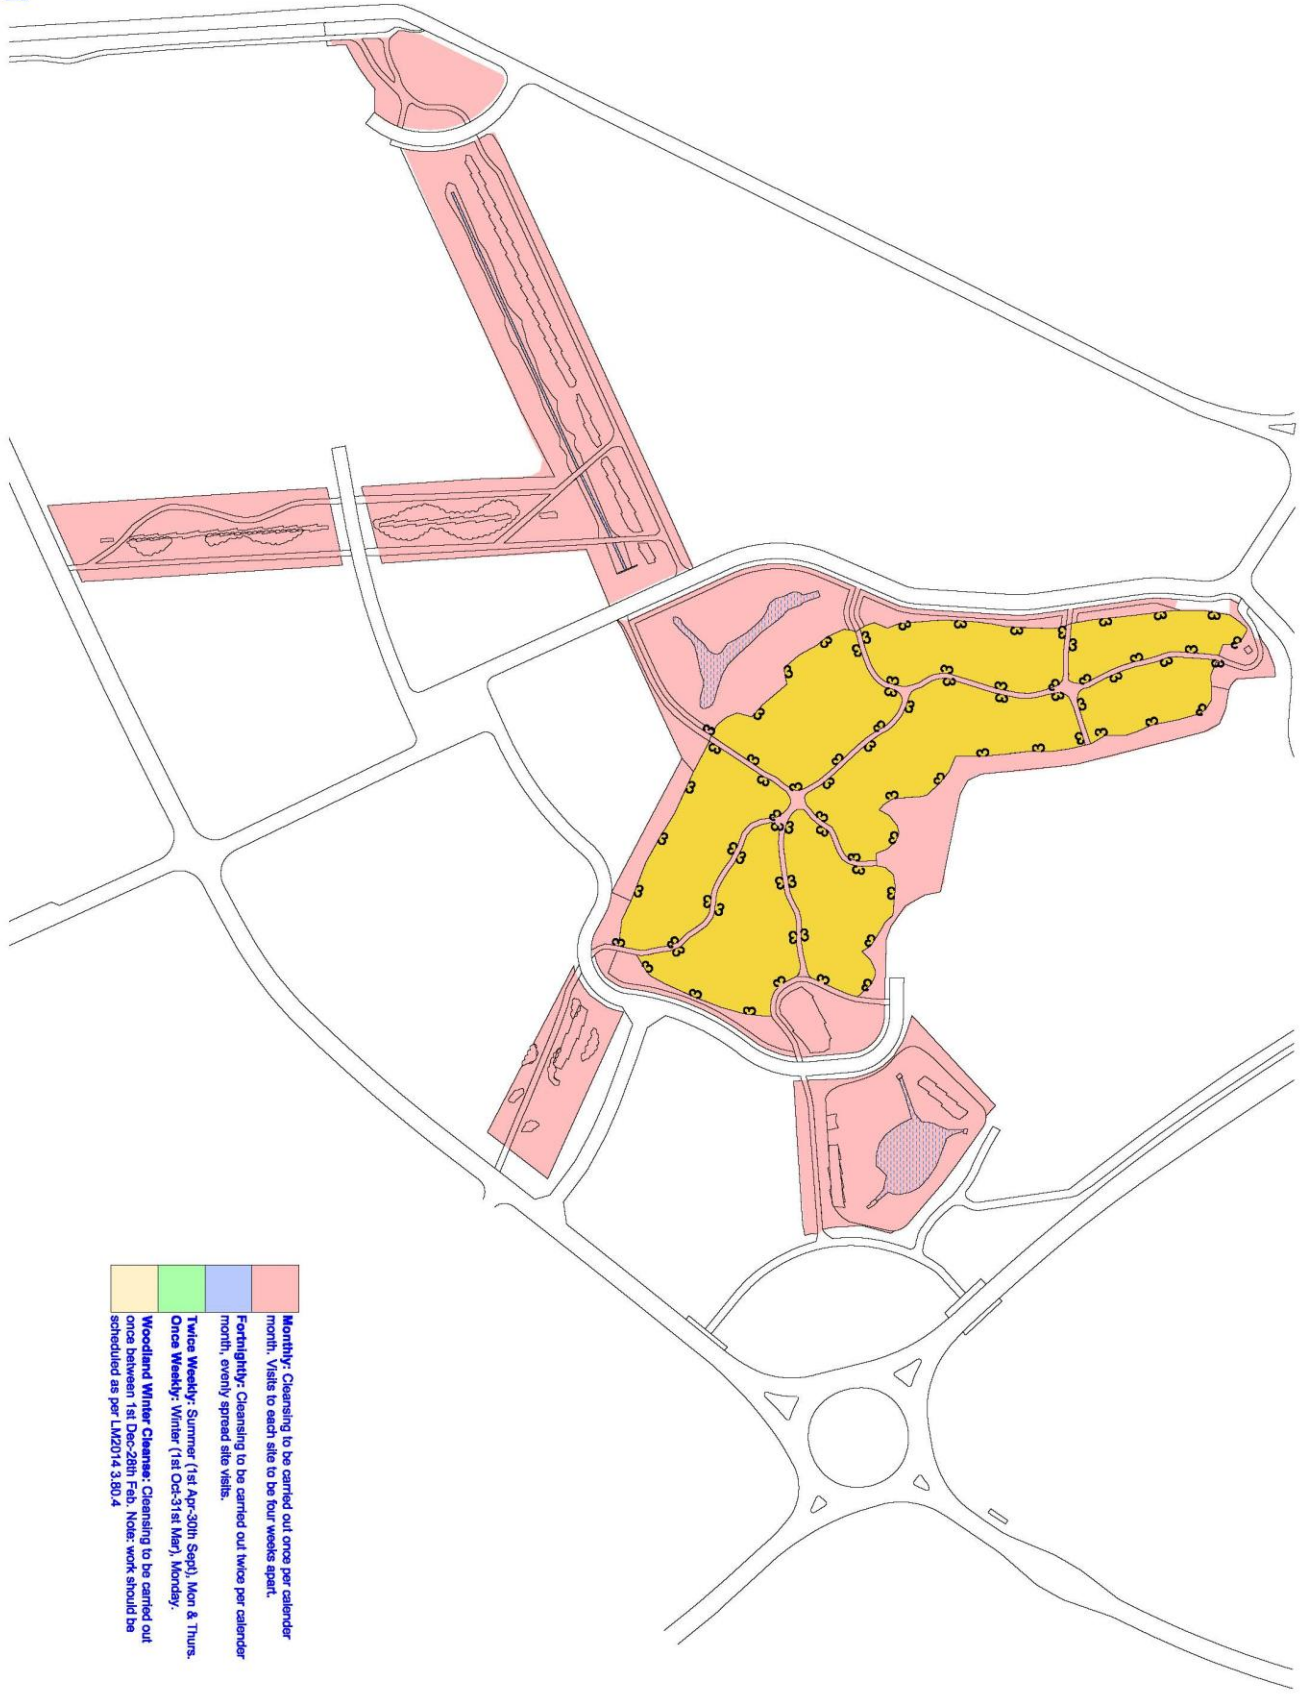 Monthly: Cleansing to be carried out once per calender
month. Visits to each site to be four weeks apart.
Fortnightly: Cleansing to be carried out twice per calender
month, evenly spread site visits.
Twice Weekly: Summer (1st Apr-30th Sept), Mon & Thurs.
Once Weekly: Winter (1st Oct-31st Mar), Monday.
Woodland Winter Cleanse: Cleansing to be carried out
once between 1st Dec-28th Feb. Note: work should be
scheduled as per LM2014 3.80.4